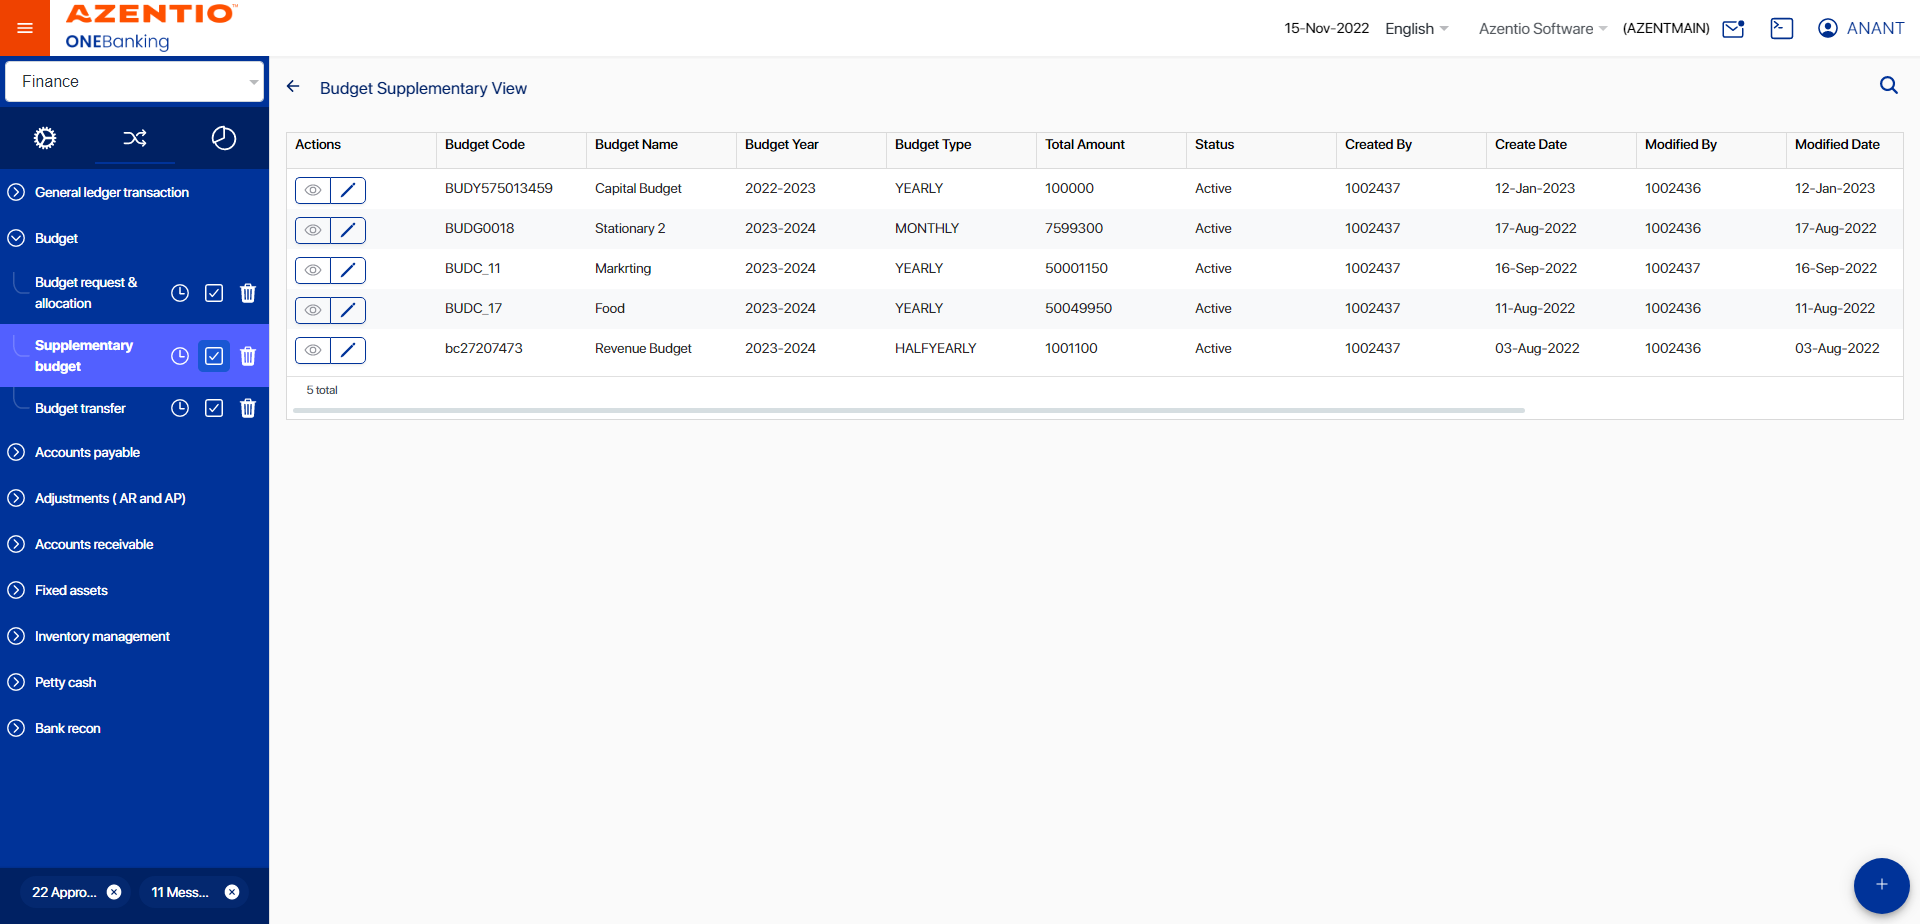 AZENTIO™
ONEBanking
15-Nov-2022 English Azentio Software (AZENTMAIN) ANANT
Finance
General ledger transaction
Budget
Budget request &
allocation
Supplementary
budget
Budget transfer
Accounts payable
Adjustments ( AR and AP)
Accounts receivable
Fixed assets
Inventory management
Petty cash
Bank recon
22 Appro... 11 Mess...
Budget Supplementary View
Actions Budget Code Budget Name Budget Year Budget Type Total Amount Status Created By Create Date Modified By Modified Date
BUDY575013459 Capital Budget 2022-2023 YEARLY 100000 Active 1002437 12-Jan-2023 1002436 12-Jan-2023
BUDG0018 Stationary 2 2023-2024 MONTHLY 7599300 Active 1002437 17-Aug-2022 1002436 17-Aug-2022
BUDC_11 Markrting 2023-2024 YEARLY 50001150 Active 1002437 16-Sep-2022 1002437 16-Sep-2022
BUDC_17 Food 2023-2024 YEARLY 50049950 Active 1002437 11-Aug-2022 1002436 11-Aug-2022
bc27207473 Revenue Budget 2023-2024 HALFYEARLY 1001100 Active 1002437 03-Aug-2022 1002436 03-Aug-2022
5 total